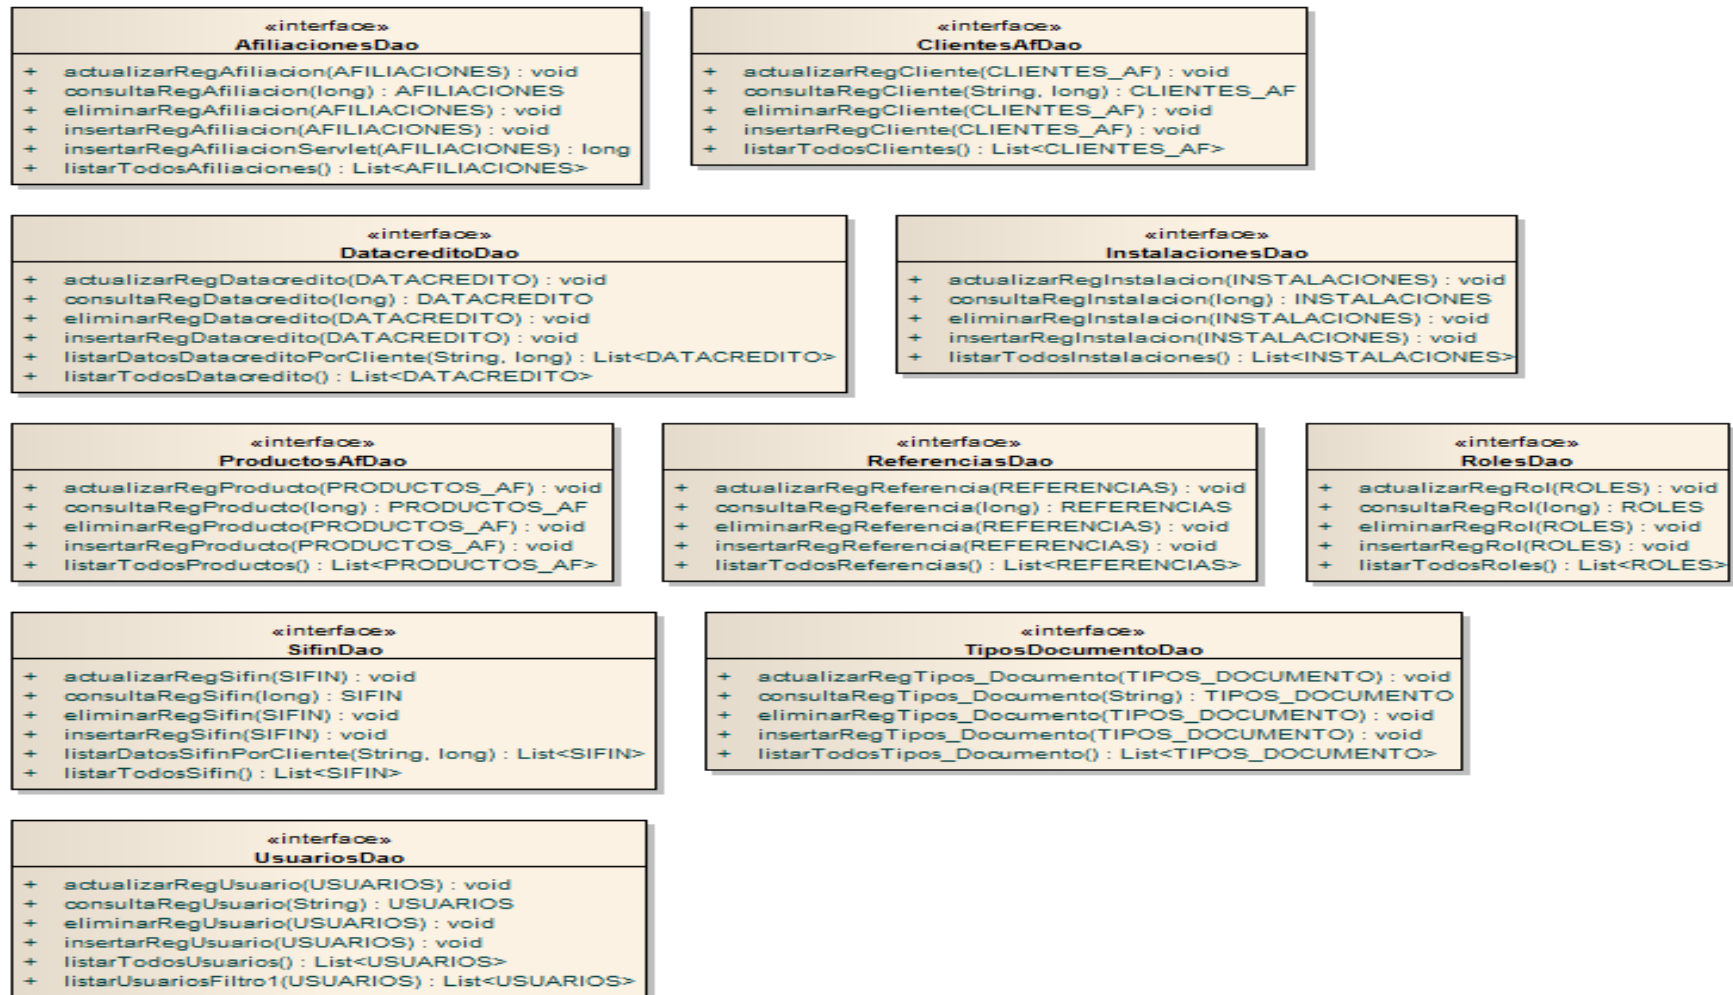 «interface»
AfiliacionesDao
+ actualizarRegAfiliacion(AFILIACIONES) : void
+ consultaRegAfiliacion(long) : AFILIACIONES
+ eliminarRegAfiliacion(AFILIACIONES) : void
+ insertarRegAfiliacion(AFILIACIONES) : void
+ insertarRegAfiliacionServlet(AFILIACIONES) : long
+ listarTodosAfiliaciones() : List<AFILIACIONES>
«interface»
ClientesAfDao
+ actualizarRegCliente(CLIENTES_AF) : void
+ consultaRegCliente(String, long) : CLIENTES_AF
+ eliminarRegCliente(CLIENTES_AF) : void
+ insertarRegCliente(CLIENTES_AF) : void
+ listarTodosClientes() : List<CLIENTES_AF>
«interface»
DatacreditoDao
+ actualizarRegDatacredito(DATACREDITO) : void
+ consultaRegDatacredito(long) : DATACREDITO
+ eliminarRegDatacredito(DATACREDITO) : void
+ insertarRegDatacredito(DATACREDITO) : void
+ listarDatosDatacreditoPorCliente(String, long) : List<DATACREDITO>
+ listarTodosDatacredito() : List<DATACREDITO>
«interface»
InstalacionesDao
+ actualizarRegInstalacion(INSTALACIONES) : void
+ consultaRegInstalacion(long) : INSTALACIONES
+ eliminarRegInstalacion(INSTALACIONES) : void
+ insertarRegInstalacion(INSTALACIONES) : void
+ listarTodosInstalaciones() : List<INSTALACIONES>
«interface»
ProductosAfDao
+ actualizarRegProducto(PRODUCTOS_AF) : void
+ consultaRegProducto(long) : PRODUCTOS_AF
+ eliminarRegProducto(PRODUCTOS_AF) : void
+ insertarRegProducto(PRODUCTOS_AF) : void
+ listarTodosProductos() : List<PRODUCTOS_AF>
«interface»
ReferenciasDao
+ actualizarRegReferencia(REFERENCIAS) : void
+ consultaRegReferencia(long) : REFERENCIAS
+ eliminarRegReferencia(REFERENCIAS) : void
+ insertarRegReferencia(REFERENCIAS) : void
+ listarTodosReferencias() : List<REFERENCIAS>
«interface»
RolesDao
+ actualizarRegRol(ROLES) : void
+ consultaRegRol(long) : ROLES
+ eliminarRegRol(ROLES) : void
+ insertarRegRol(ROLES) : void
+ listarTodosRoles() : List<ROLES>
«interface»
SifinDao
+ actualizarRegSifin(SIFIN) : void
+ consultaRegSifin(long) : SIFIN
+ eliminarRegSifin(SIFIN) : void
+ insertarRegSifin(SIFIN) : void
+ listarDatosSifinPorCliente(String, long) : List<SIFIN>
+ listarTodosSifin() : List<SIFIN>
«interface»
TiposDocumentoDao
+ actualizarRegTipos_Documento(TIPOS_DOCUMENTO) : void
+ consultaRegTipos_Documento(String) : TIPOS_DOCUMENTO
+ eliminarRegTipos_Documento(TIPOS_DOCUMENTO) : void
+ insertarRegTipos_Documento(TIPOS_DOCUMENTO) : void
+ listarTodosTipos_Documento() : List<TIPOS_DOCUMENTO>
«interface»
UsuariosDao
+ actualizarRegUsuario(USUARIOS) : void
+ consultaRegUsuario(String) : USUARIOS
+ eliminarRegUsuario(USUARIOS) : void
+ insertarRegUsuario(USUARIOS) : void
+ listarTodosUsuarios() : List<USUARIOS>
+ listarUsuariosFiltro1(USUARIOS) : List<USUARIOS>